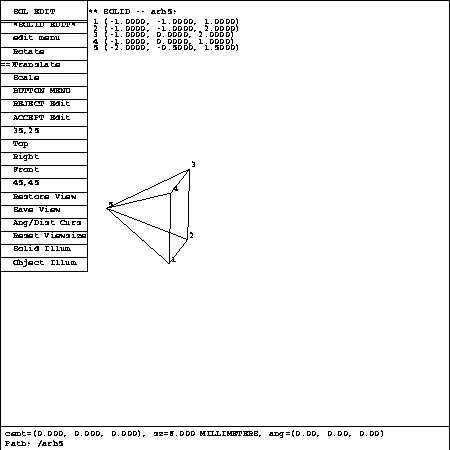 SOL EDIT
** SOLID -- arb5:
*SOLID EDIT*
edit menu
Rotate
==>Translate
Scale
BUTTON MENU
REJECT Edit
ACCEPT Edit
35,25
Top
Right
Front
45,45
Restore View
Save View
Ang/Dist Curs
Reset Viewsize
Solid Illum
Object Illum
1 (-1.0000, -1.0000, 1.0000)
2 (-1.0000, -1.0000, 2.0000)
3 (-1.0000, 0.0000, 2.0000)
4 (-1.0000, 0.0000, 1.0000)
5 (-2.0000, -0.5000, 1.5000)
3
4
5
2
1
cent=(0.000, 0.000, 0.000), sz=8.000 MILLIMETERS, ang=(0.00, 0.00, 0.00)
Path: /arb5